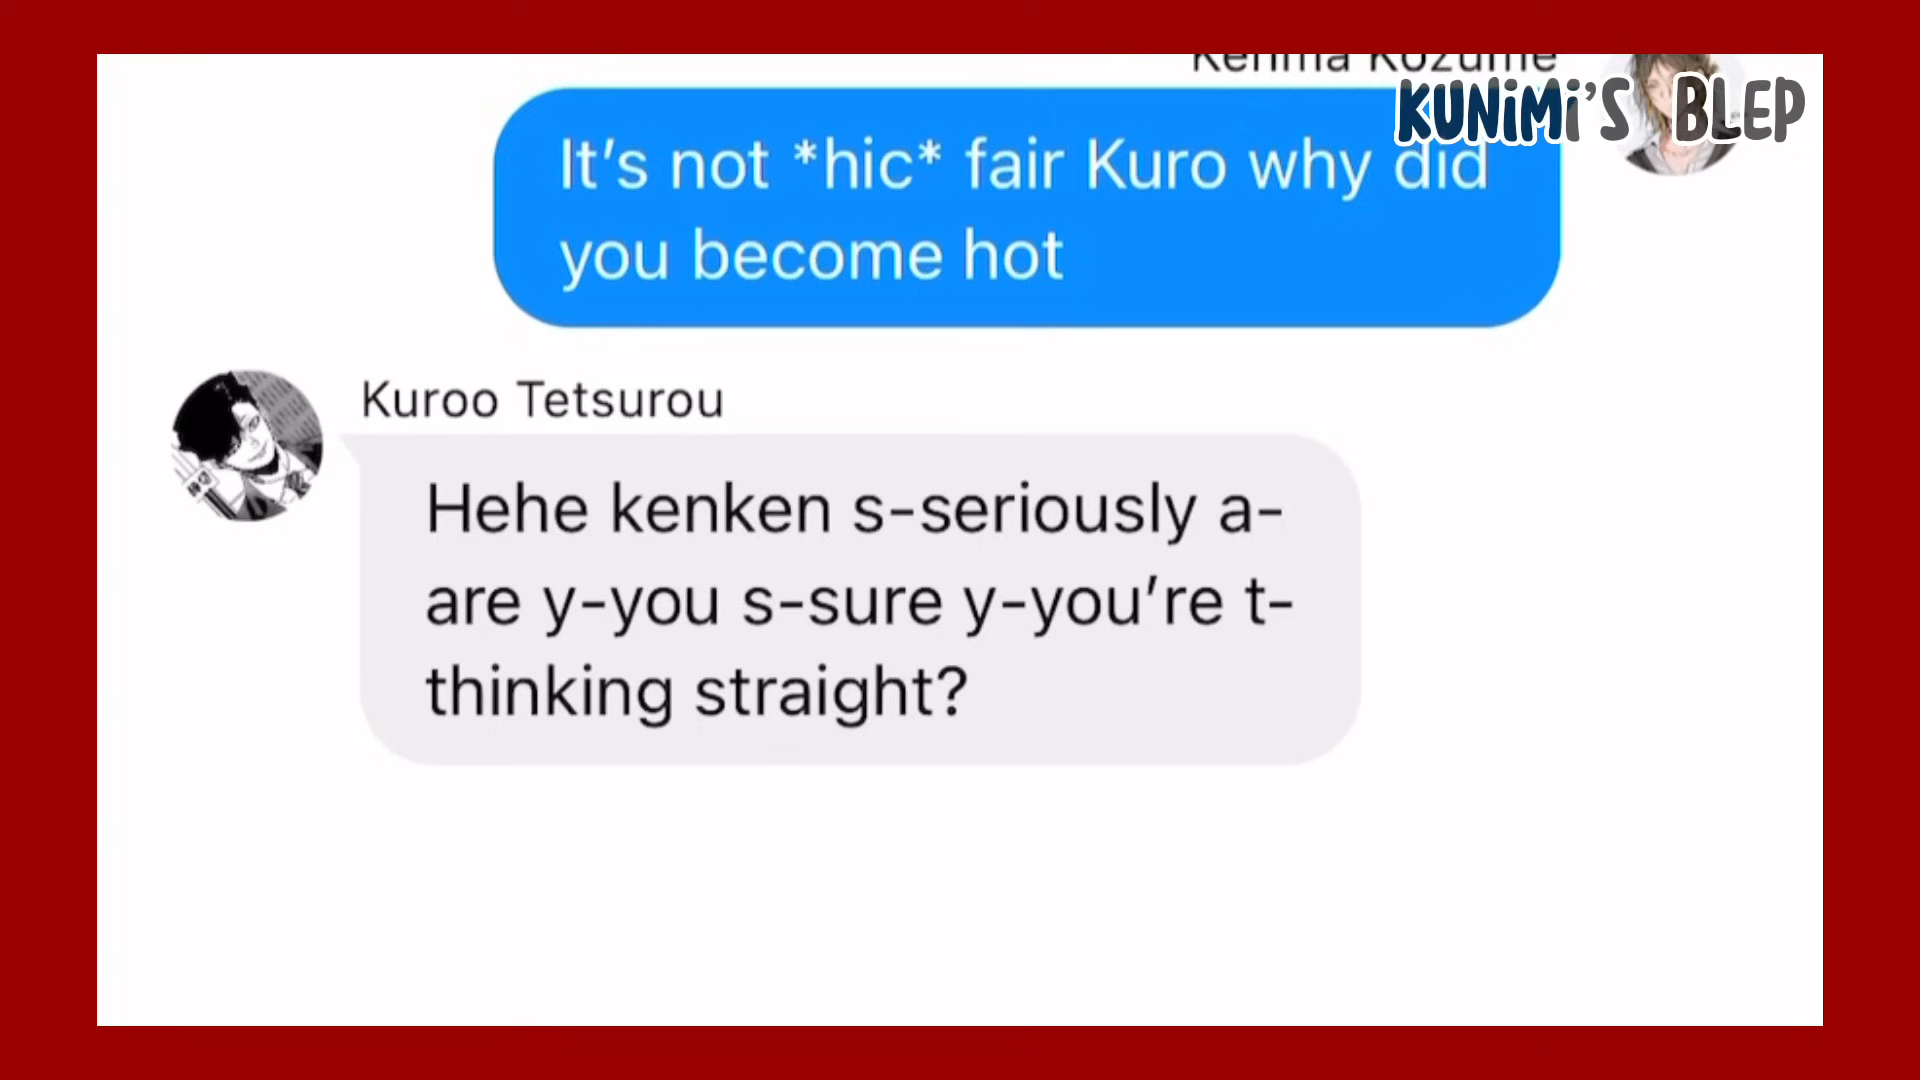 Kenma Kozume
KUNiMi'S BLEP
It's not *hic* fair Kuro why did
you become hot
Kuroo Tetsurou
Hehe kenken s-seriously a-
are y-you s-sure y-you're t-
thinking straight?